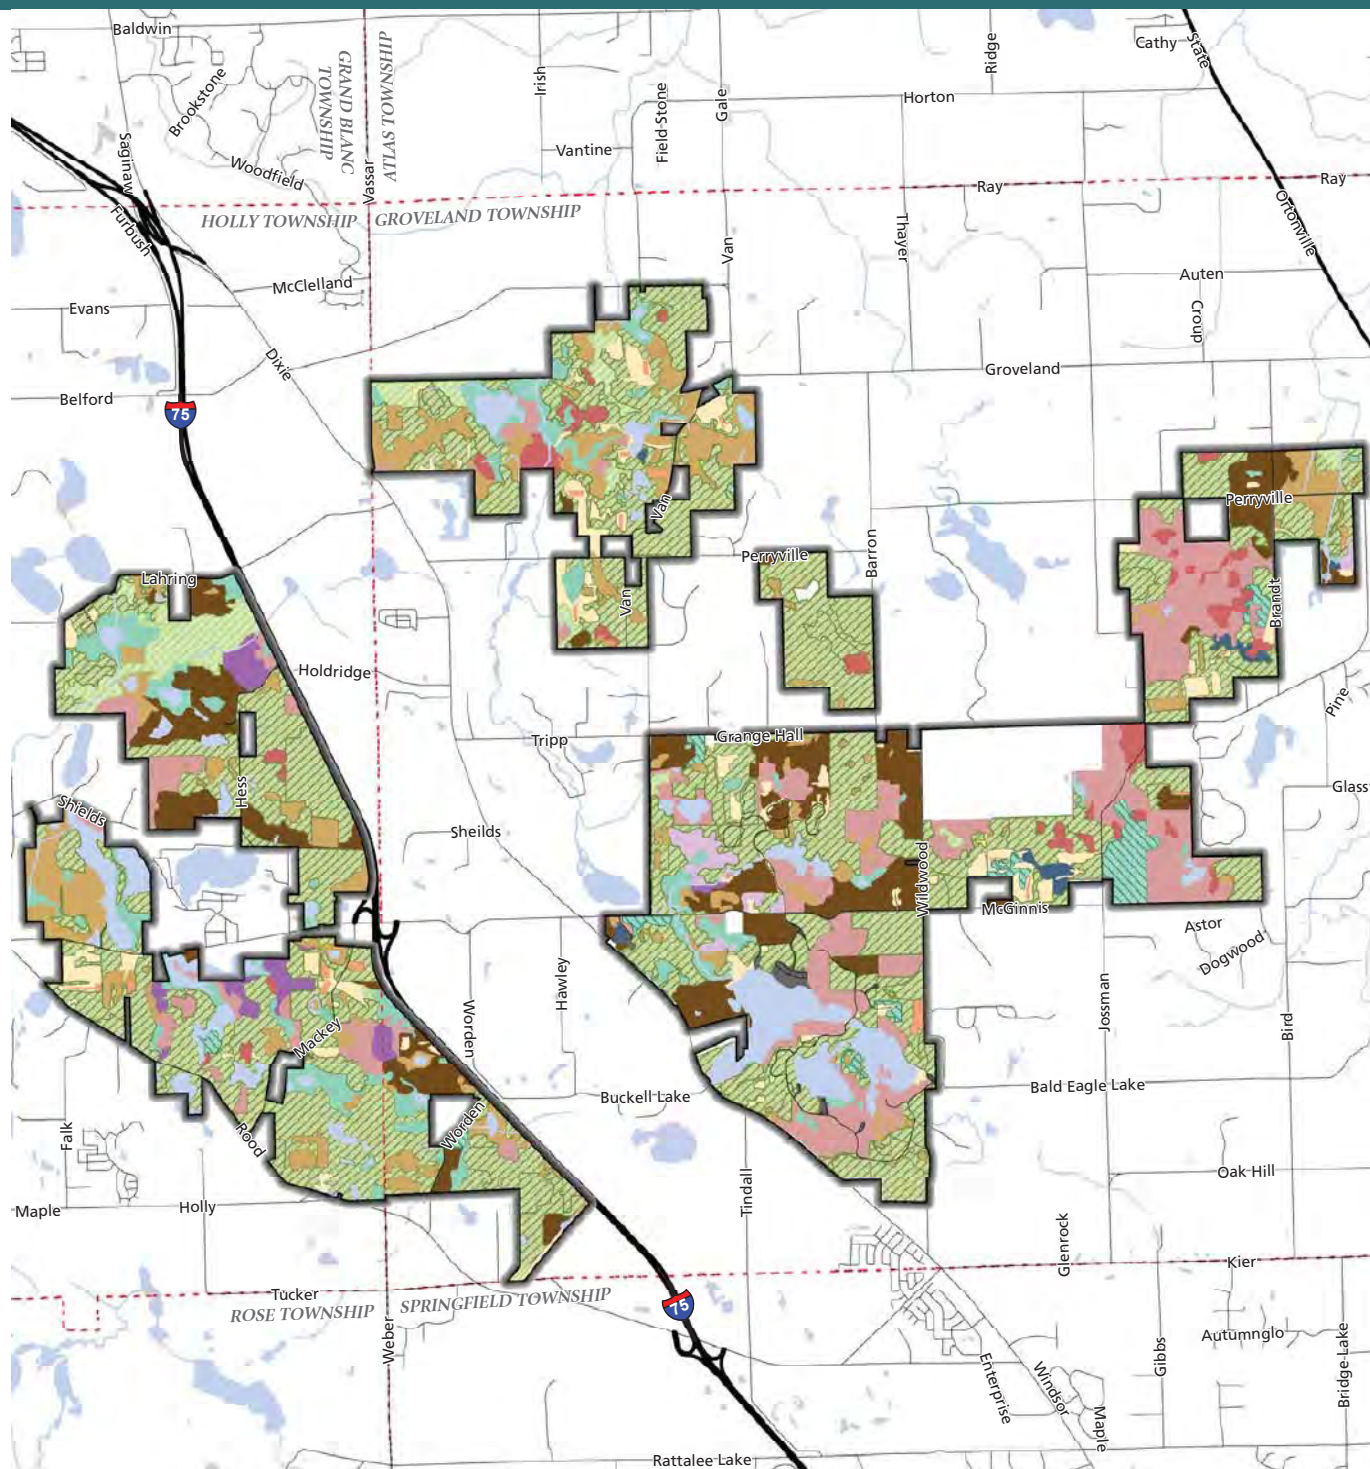 Baldwin
Cathy
State
Ridge
Irish
GRAND BLANC
TOWNSHIP
ATLAS TOWNSHIP
Brookstone
Field-Stone
Gale
Horton
Saginaw
Vantine
Woodfield
Vassar
Ray
Ray
Furbush
HOLLY TOWNSHIP
GROVELAND TOWNSHIP
Van
Thayer
Ortonville
McClelland
Auten
Evans
Croup
Dixie
Groveland
Belford
75
Van
Perryville
Perryville
Barron
Lahring
Van
Brandt
Holdridge
Pine
Tripp
Grange Hall
Hess
Glass
Shields
Sheilds
Wildwood
McGinnis
Astor
Dogwood
Hawley
Jossman
Worden
Bird
Mackey
Bald Eagle Lake
Buckell Lake
Worden
Falk
Rood
Oak Hill
Tindall
Maple
Holly
Glenrock
Kier
Tucker
ROSE TOWNSHIP
SPRINGFIELD TOWNSHIP
75
Weber
Autumnglo
Gibbs
Bridge-Lake
Enterprise
Windsor
Maple
Rattalee Lake